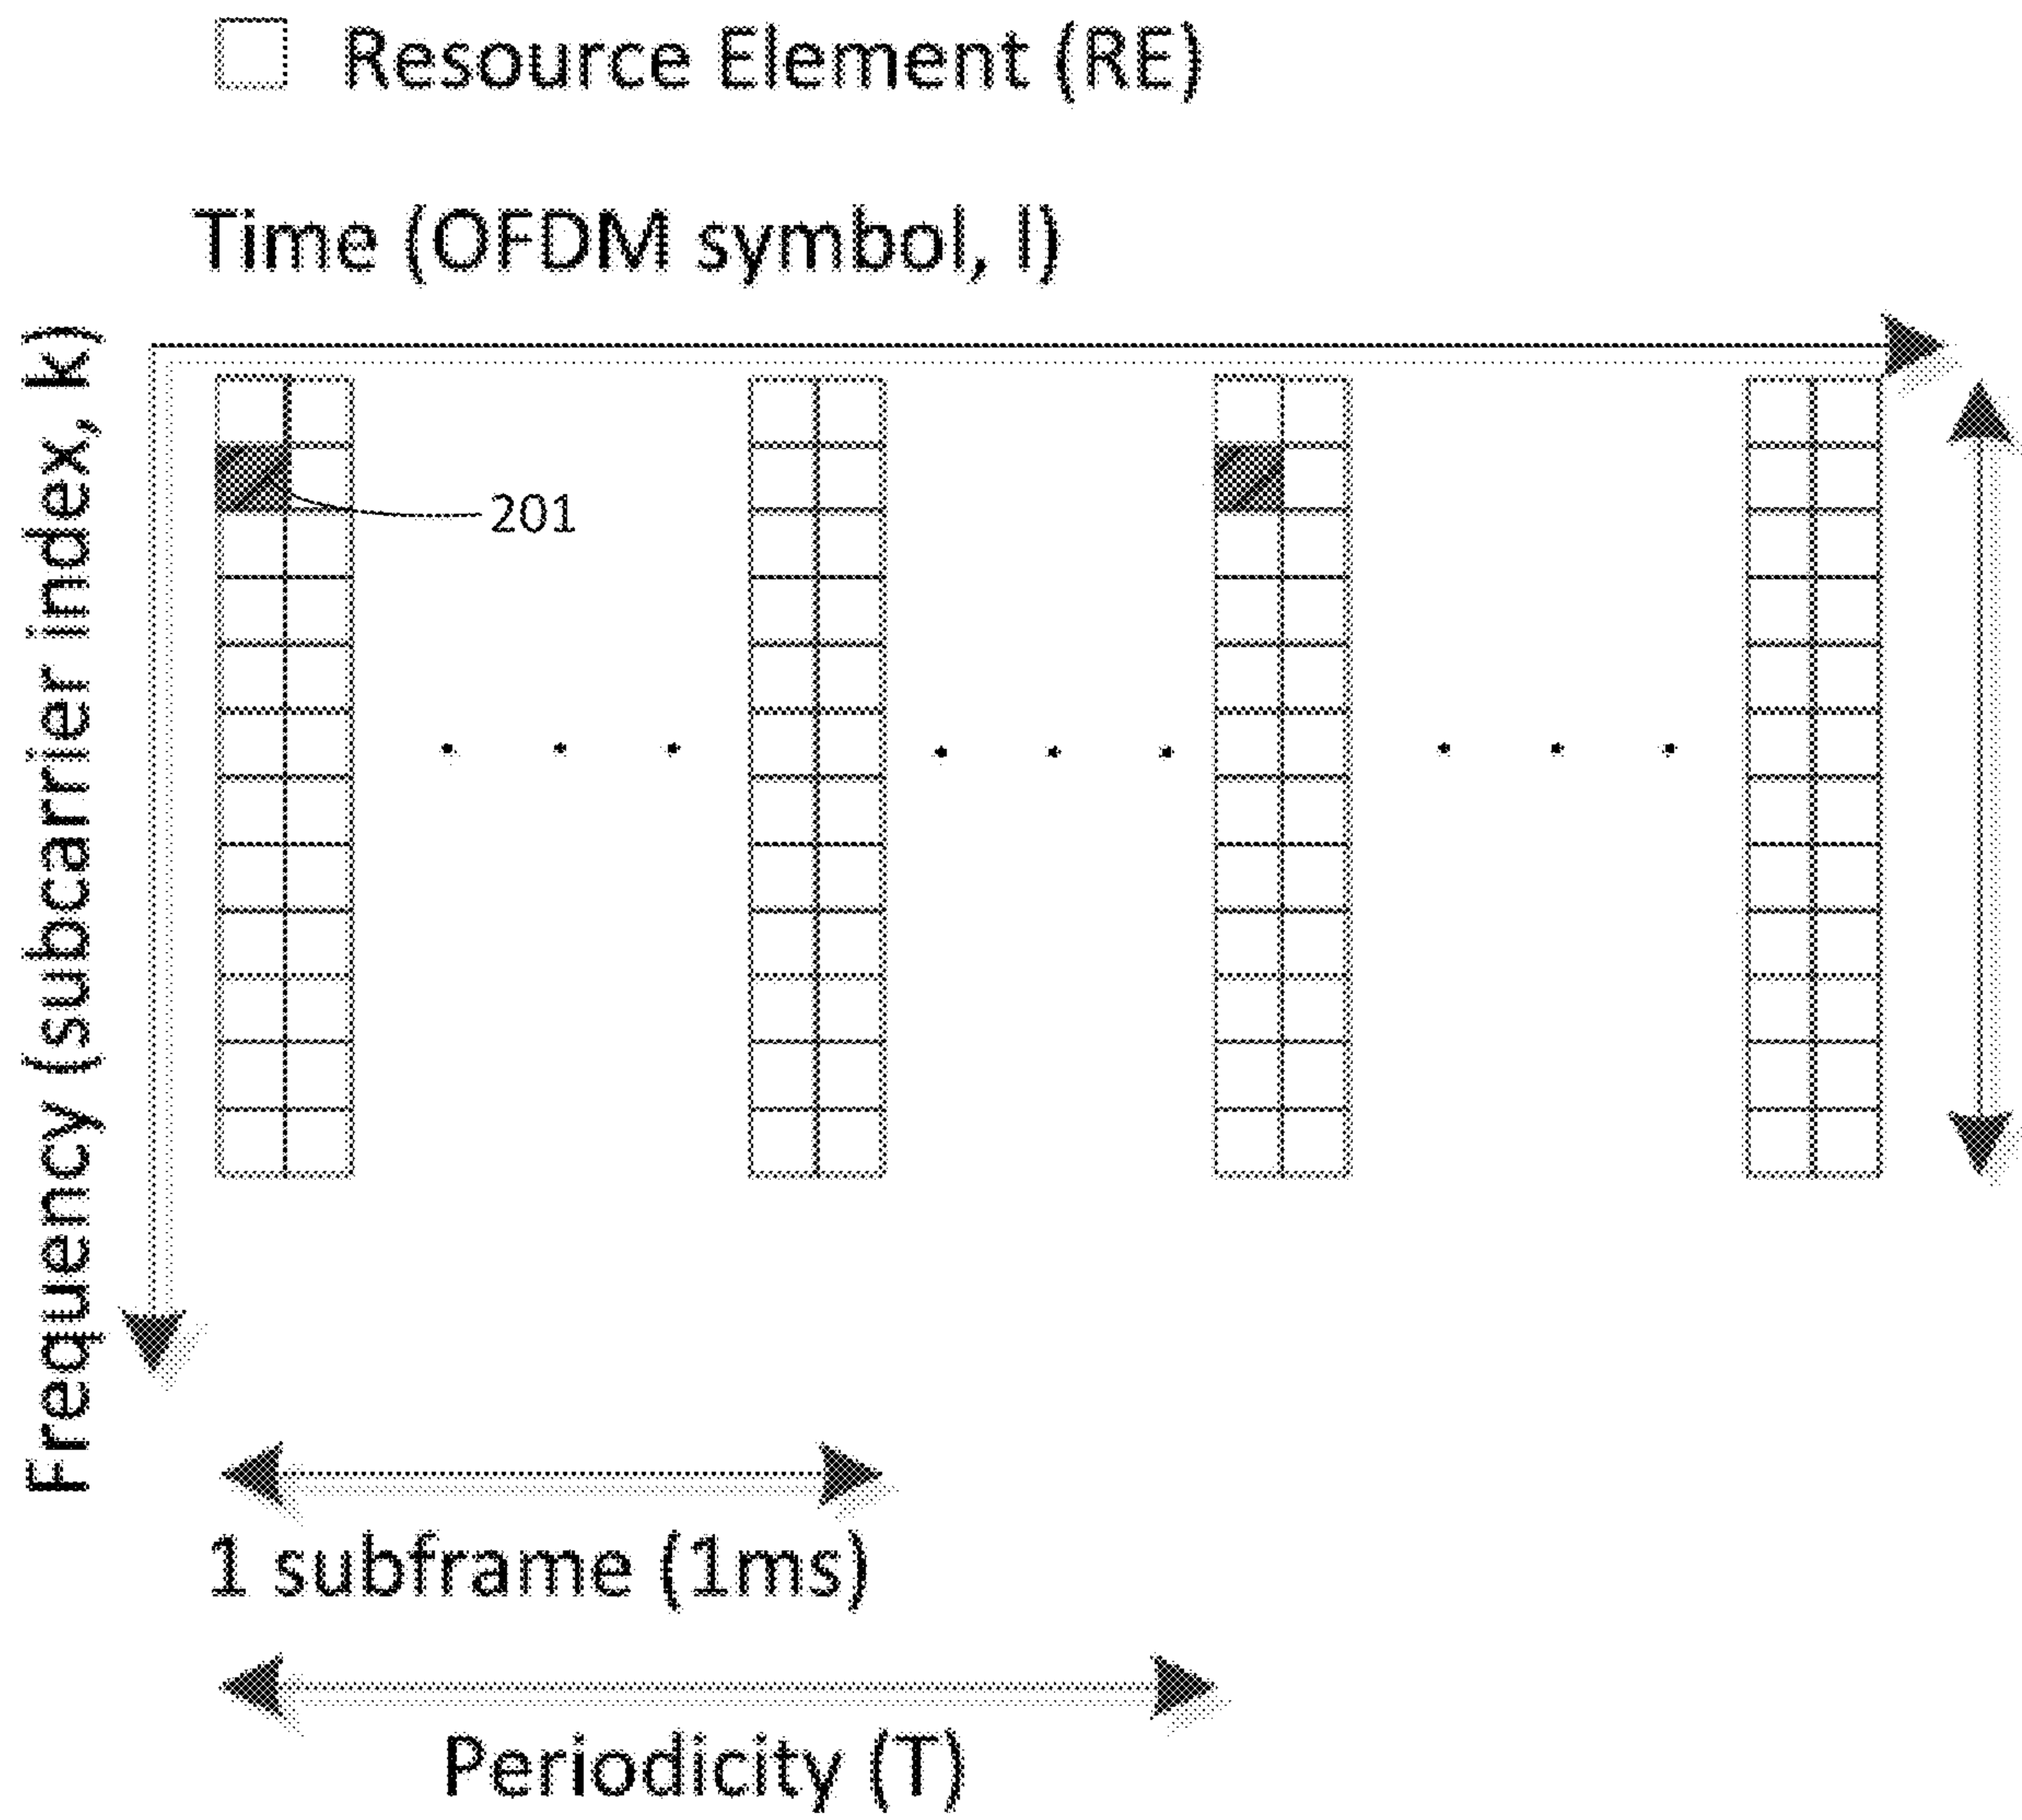 Resource Element (RE)
Time (OFDM symbol, l)
Frequency (subcarrier index, k)
201
1 subframe (1ms)
Periodicity (T)